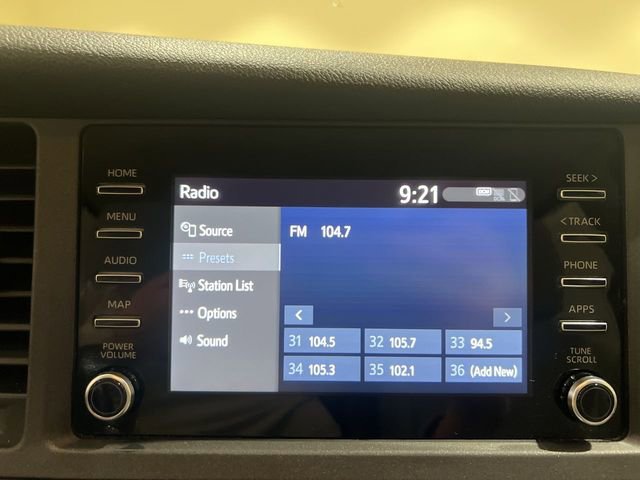 HOME
MENU
AUDIO
MAP
POWER
VOLUME
Radio 9:21 DCM
Source
Presets
Station List
Options
Sound
FM 104.7
< >
31 104.5 32 105.7 33 94.5
34 105.3 35 102.1 36 (Add New)
SEEK >
< TRACK
PHONE
APPS
TUNE
SCROLL